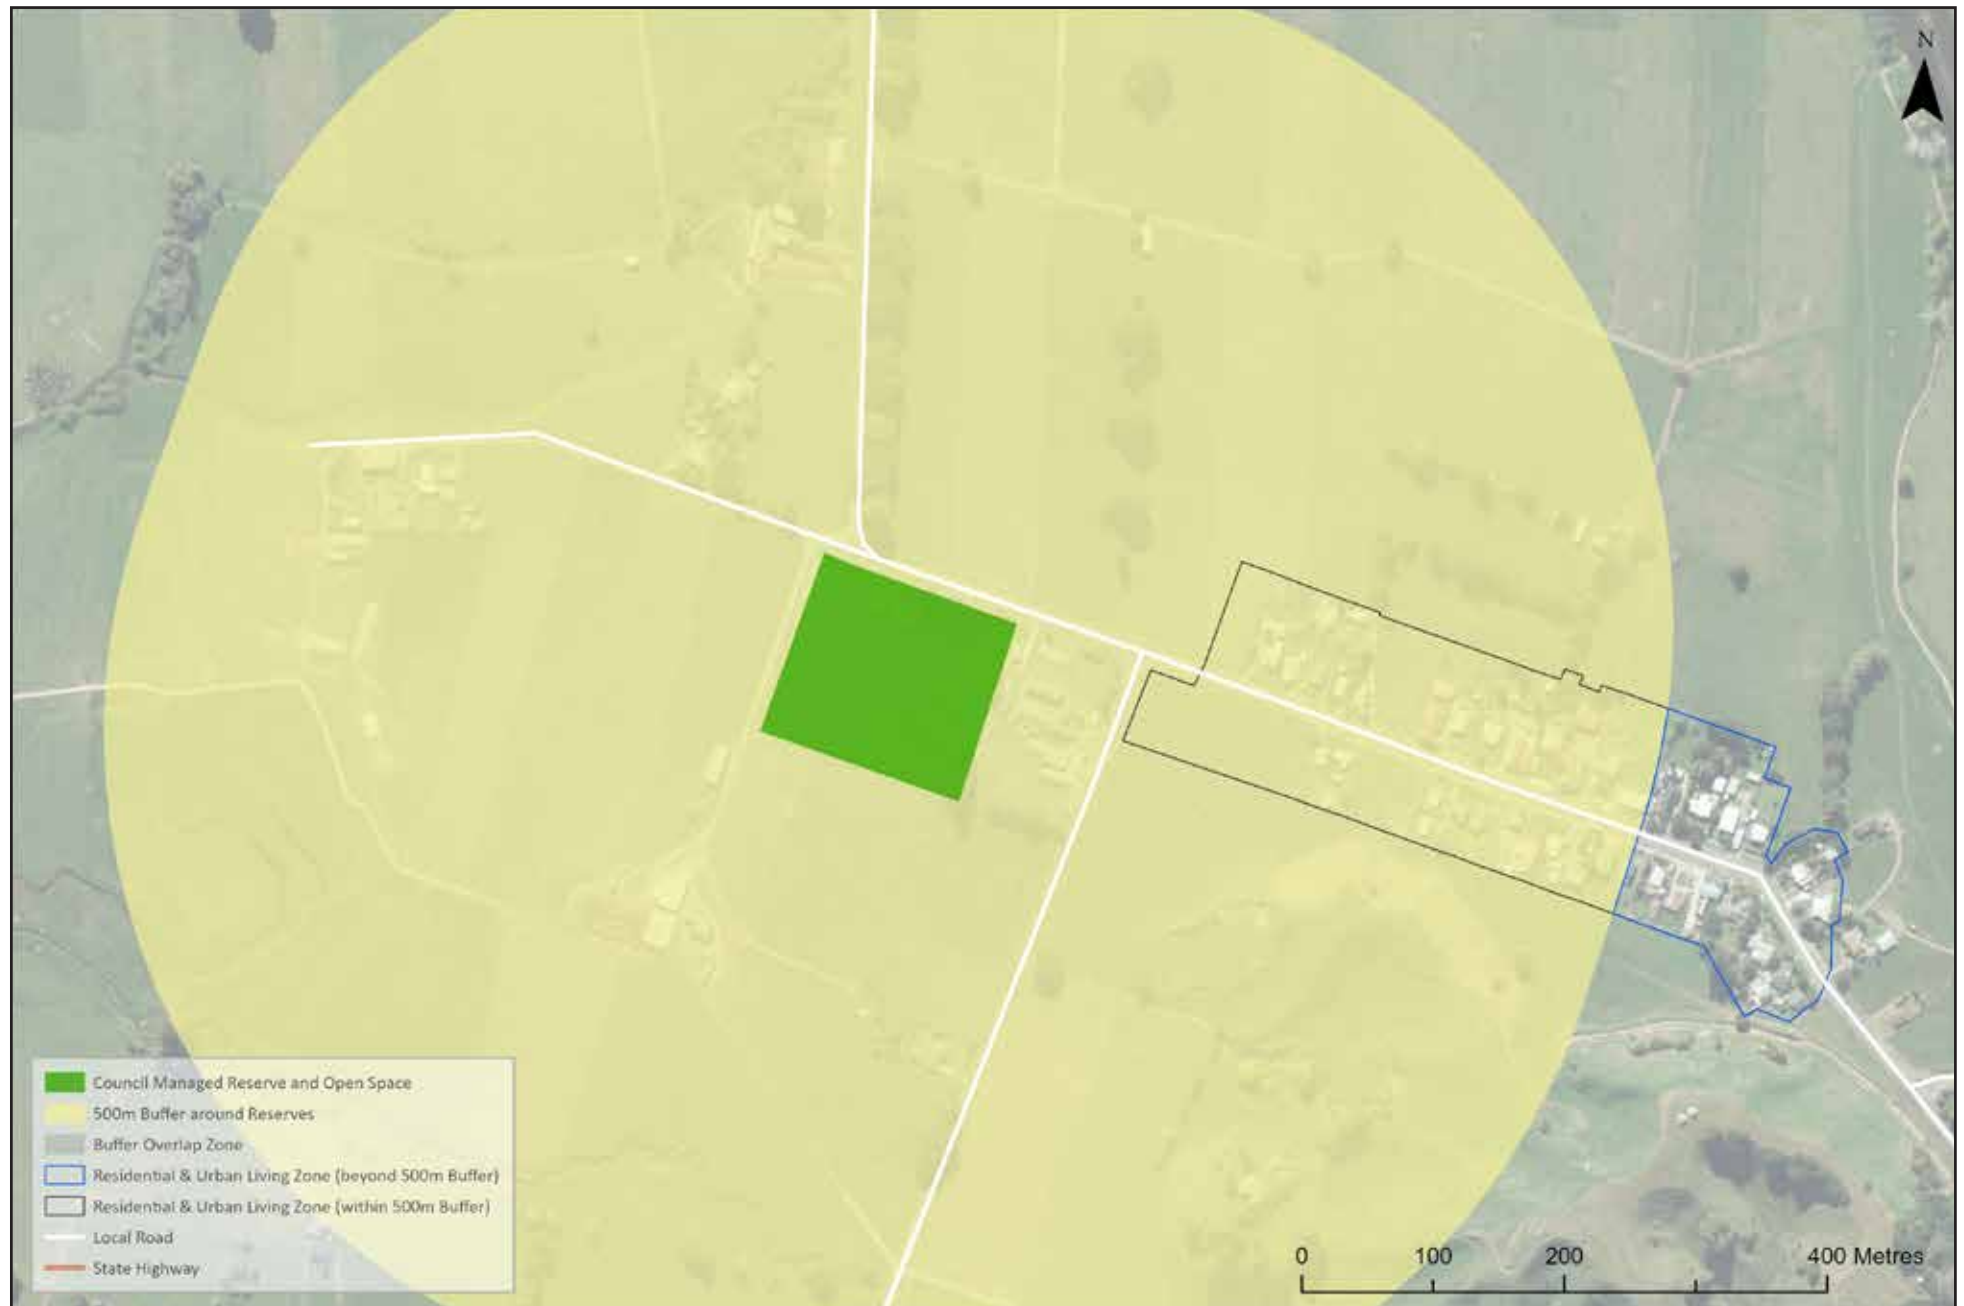 N
Council Managed Reserve and Open Space
500m Buffer around Reserves
Buffer Overlap Zone
Residential & Urban Living Zone (beyond 500m Buffer)
Residential & Urban Living Zone (within 500m Buffer)
Local Road
State Highway
0 100 200 400 Metres